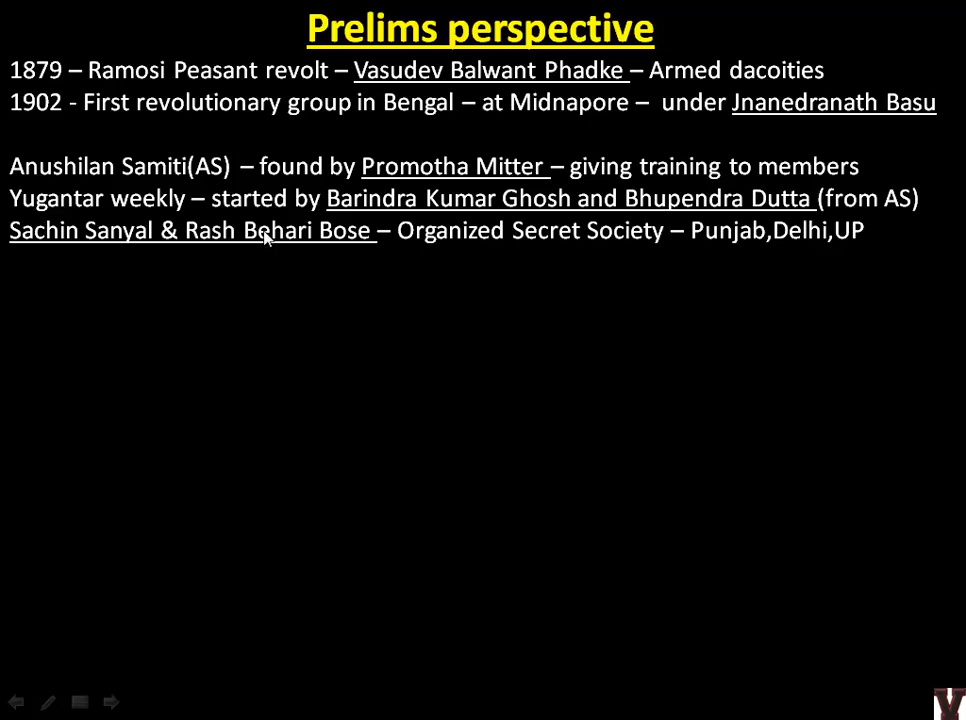 Prelims perspective
1879 – Ramosi Peasant revolt – Vasudev Balwant Phadke – Armed dacoities
1902 - First revolutionary group in Bengal – at Midnapore – under Jnanedranath Basu
Anushilan Samiti(AS) – found by Promotha Mitter – giving training to members
Yugantar weekly – started by Barindra Kumar Ghosh and Bhupendra Dutta (from AS)
Sachin Sanyal & Rash Behari Bose – Organized Secret Society – Punjab,Delhi,UP
V